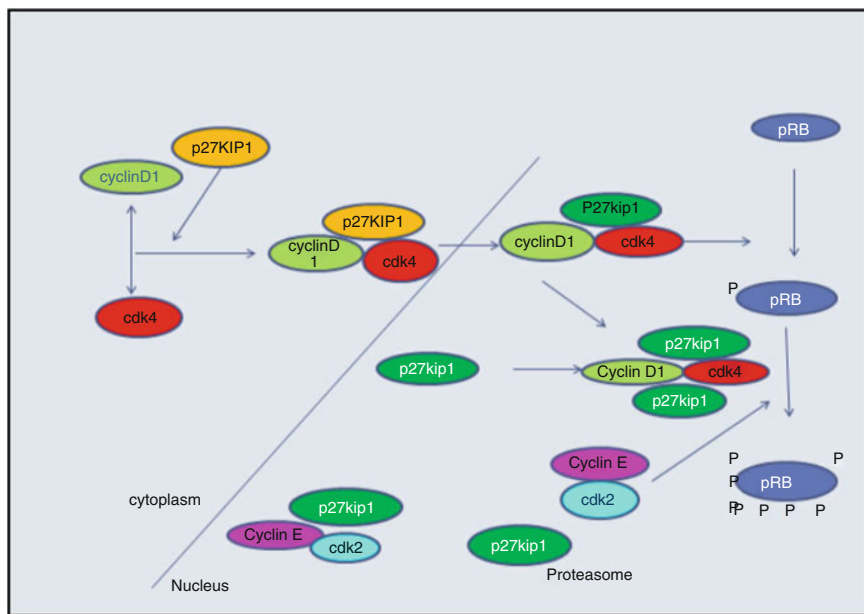 pRB
p27KIP1
cyclinD1
P27kip1
p27KIP1
cyclinD1
cdk4
cyclinD
1
cdk4
P
pRB
cdk4
p27kip1
p27kip1
Cyclin D1
cdk4
p27kip1
Cyclin E
P
P
P
pRB
cdk2
cytoplasm
p27kip1
P
P
P
P
P
Cyclin E
cdk2
p27kip1
Nucleus
Proteasome